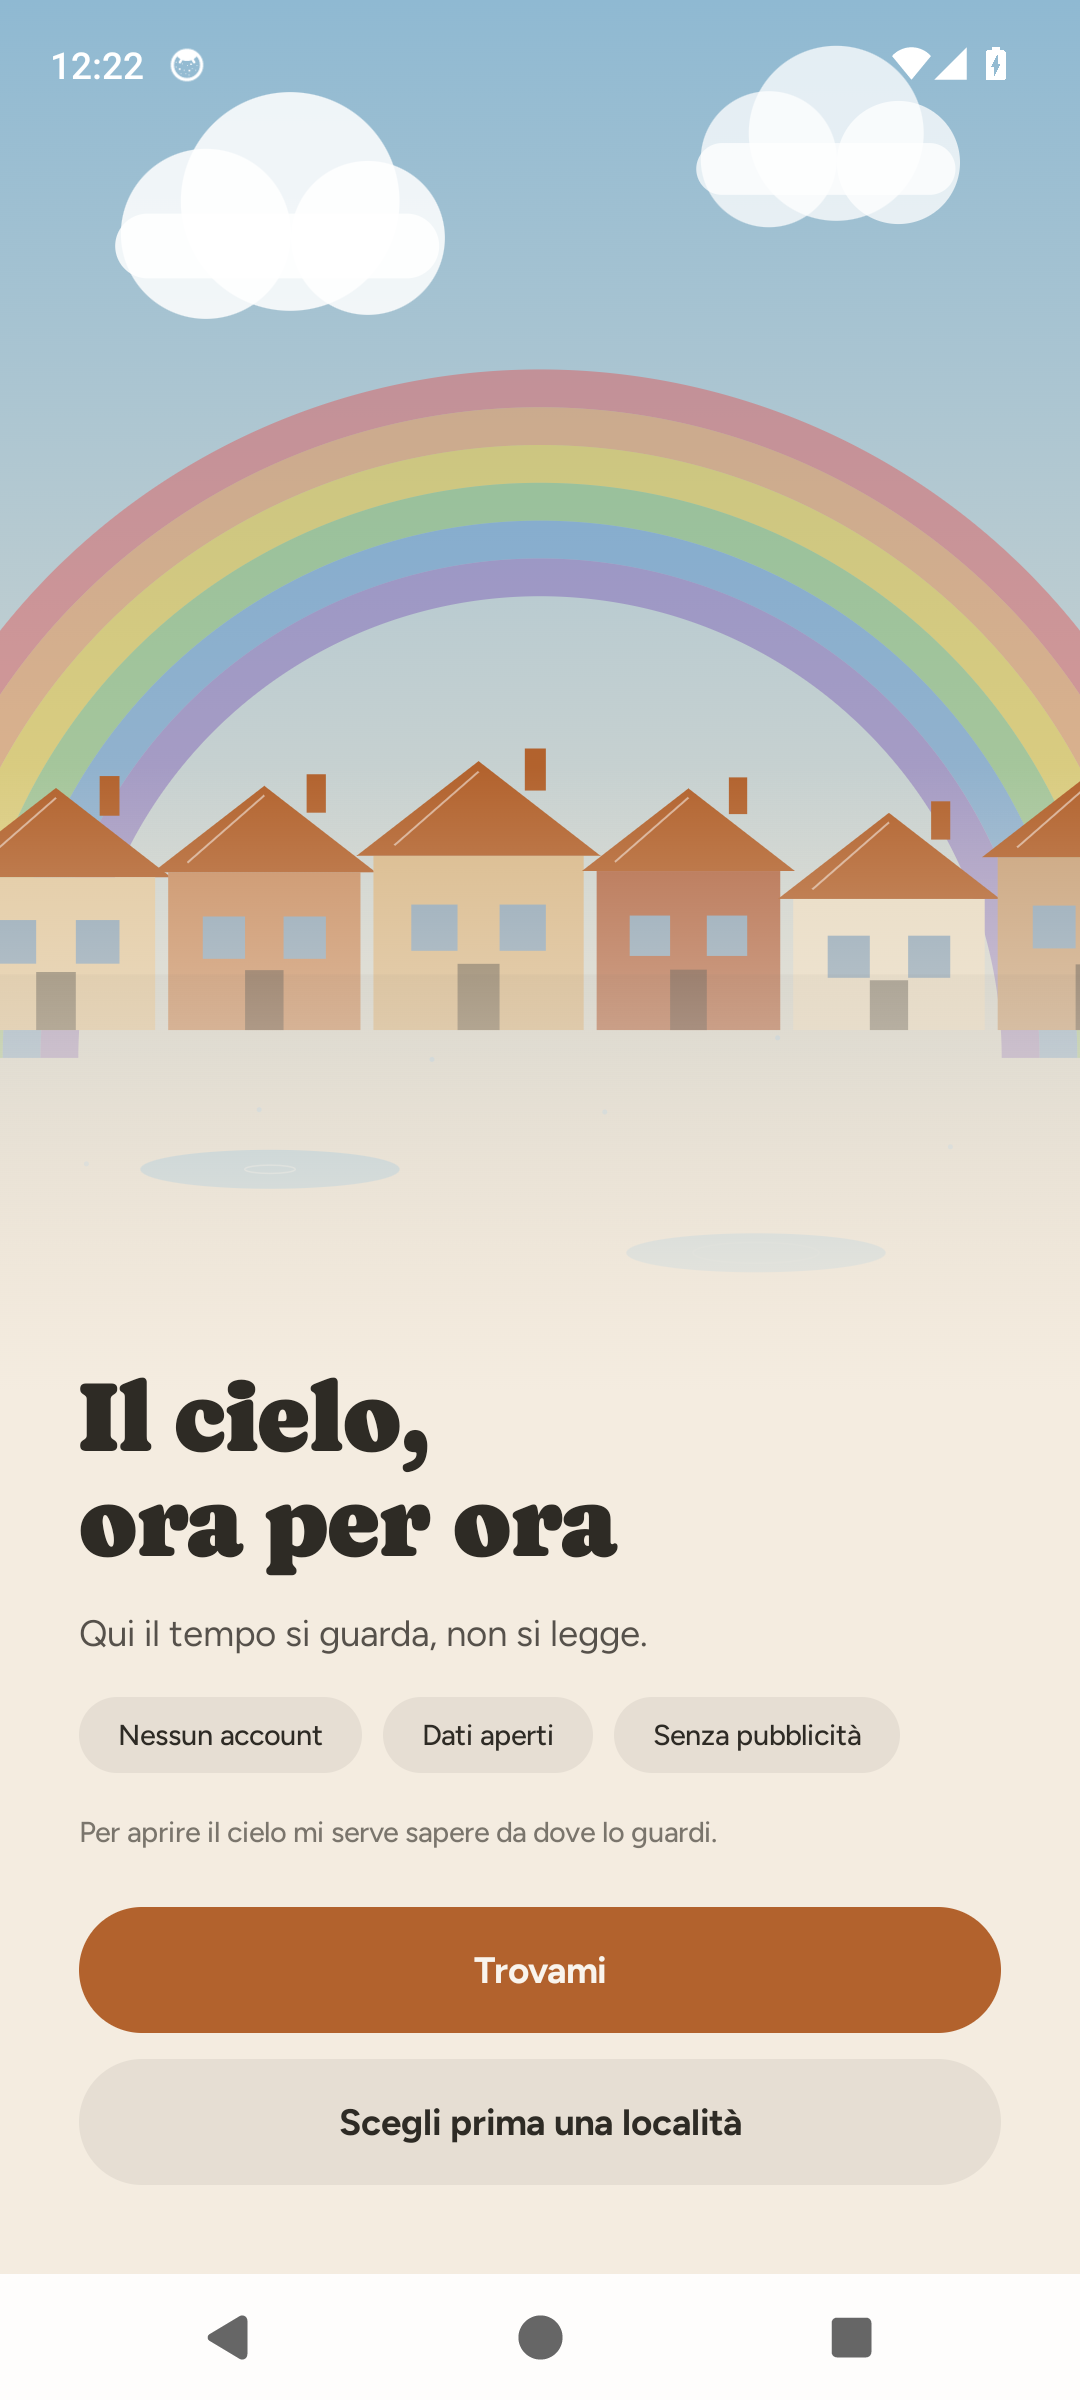 12:22
Il cielo,
ora per ora
Qui il tempo si guarda, non si legge.
Nessun account
Dati aperti
Senza pubblicità
Per aprire il cielo mi serve sapere da dove lo guardi.
Trovami
Scegli prima una località